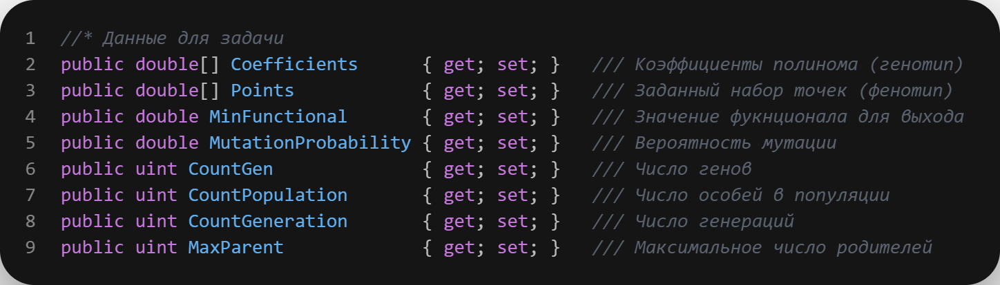 1 //* Данные для задачи
2 public double[] Coefficients { get; set; } /// Коэффициенты полинома (генотип)
3 public double[] Points { get; set; } /// Заданный набор точек (фенотип)
4 public double MinFunctional { get; set; } /// Значение фукнционала для выхода
5 public double MutationProbability { get; set; } /// Вероятность мутации
6 public uint CountGen { get; set; } /// Число генов
7 public uint CountPopulation { get; set; } /// Число особей в популяции
8 public uint CountGeneration { get; set; } /// Число генераций
9 public uint MaxParent { get; set; } /// Максимальное число родителей